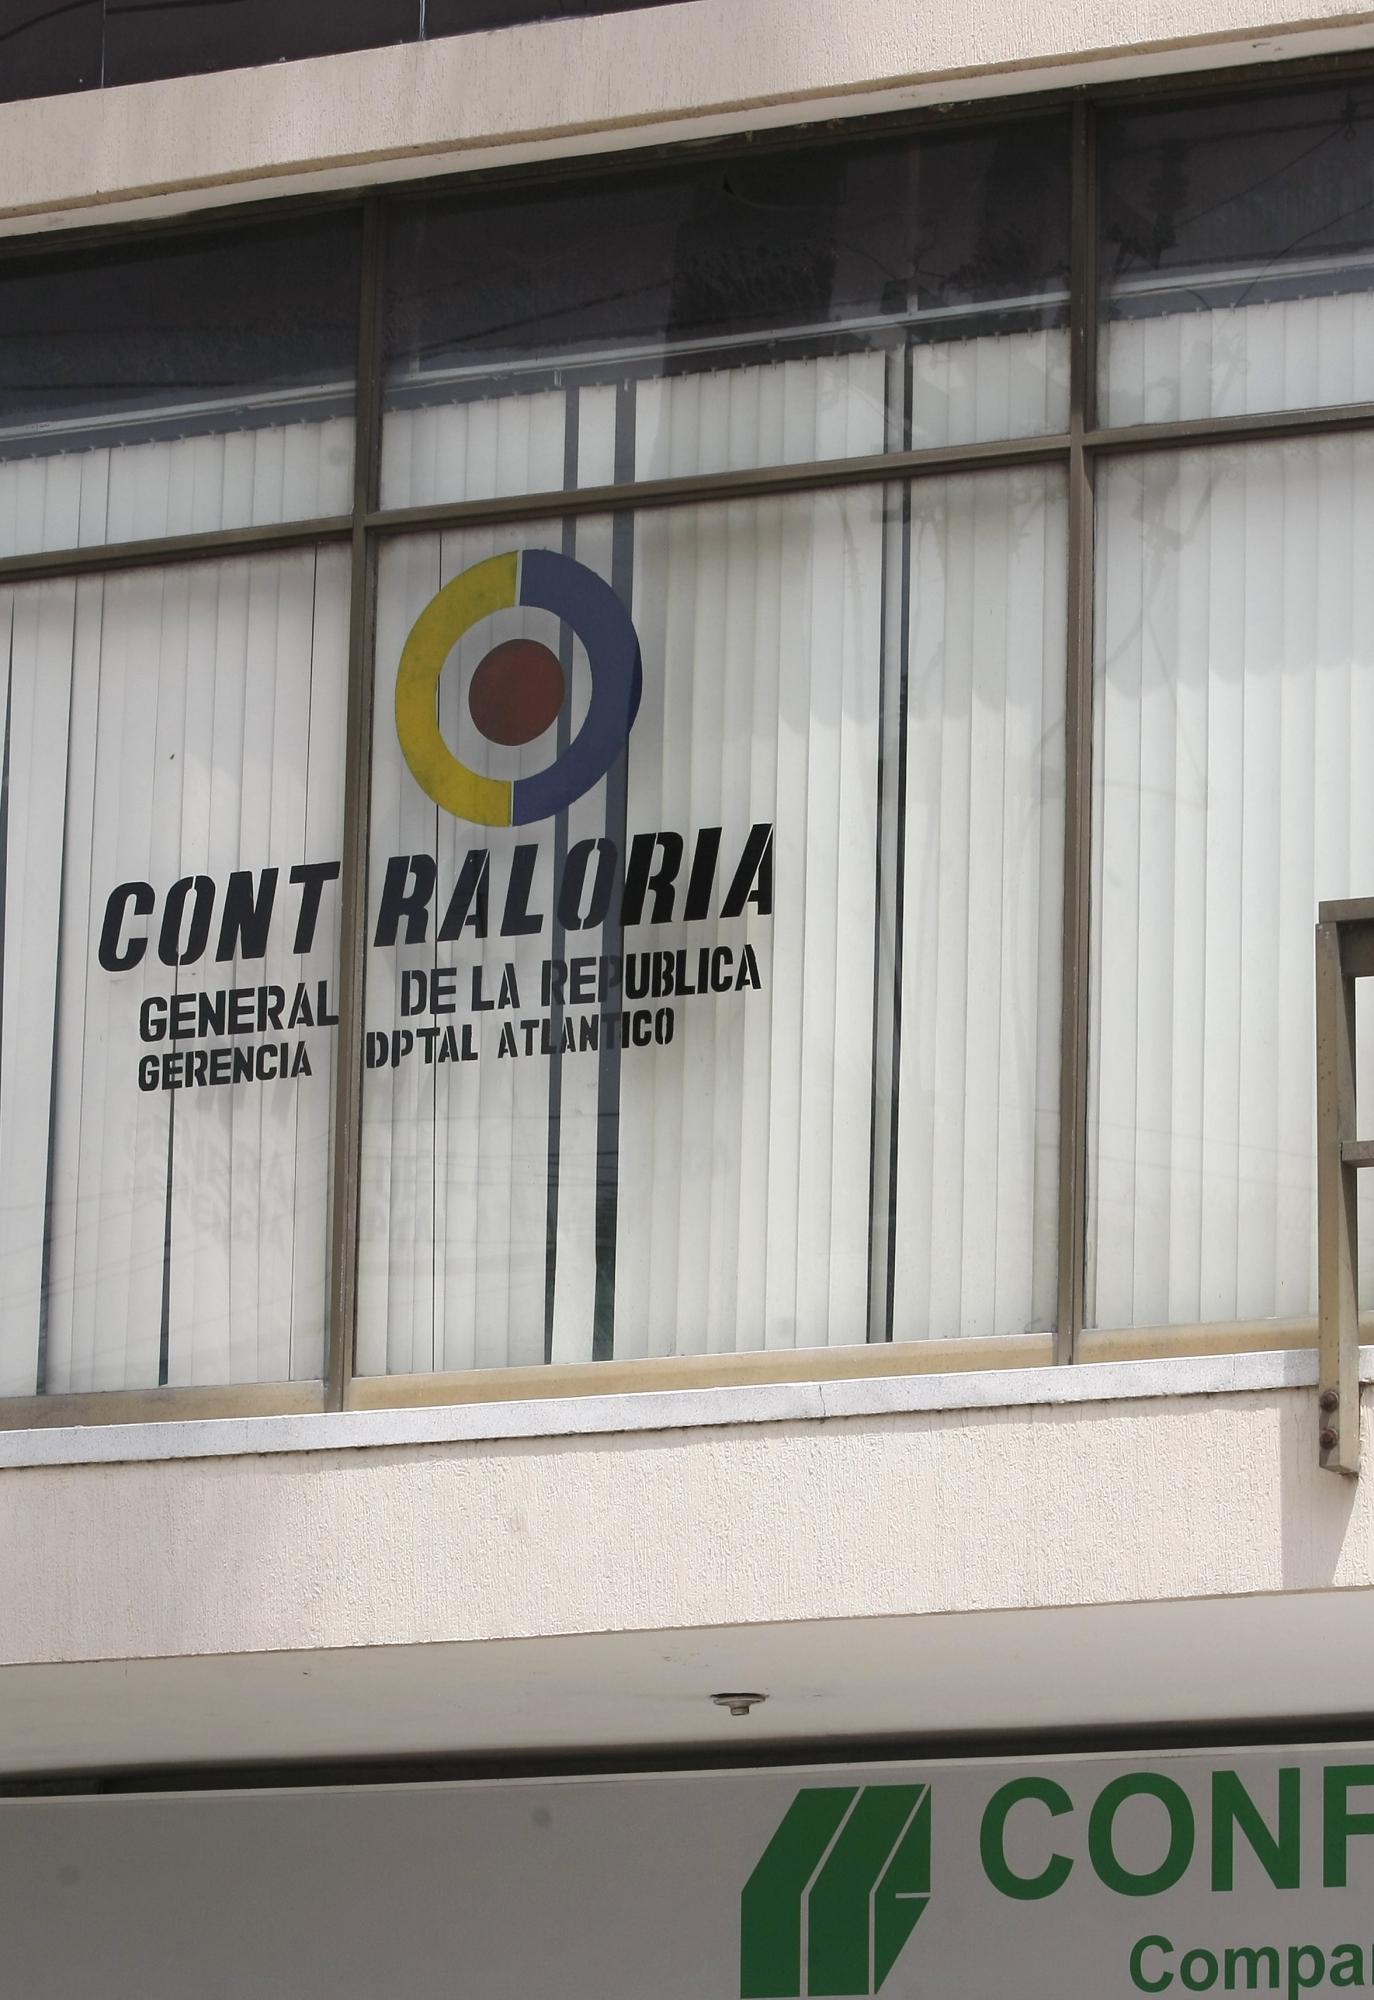 CONTRALORIA
GENERAL DE LA REPUBLICA
GERENCIA DPTAL ATLANTICO
CONF
Compa